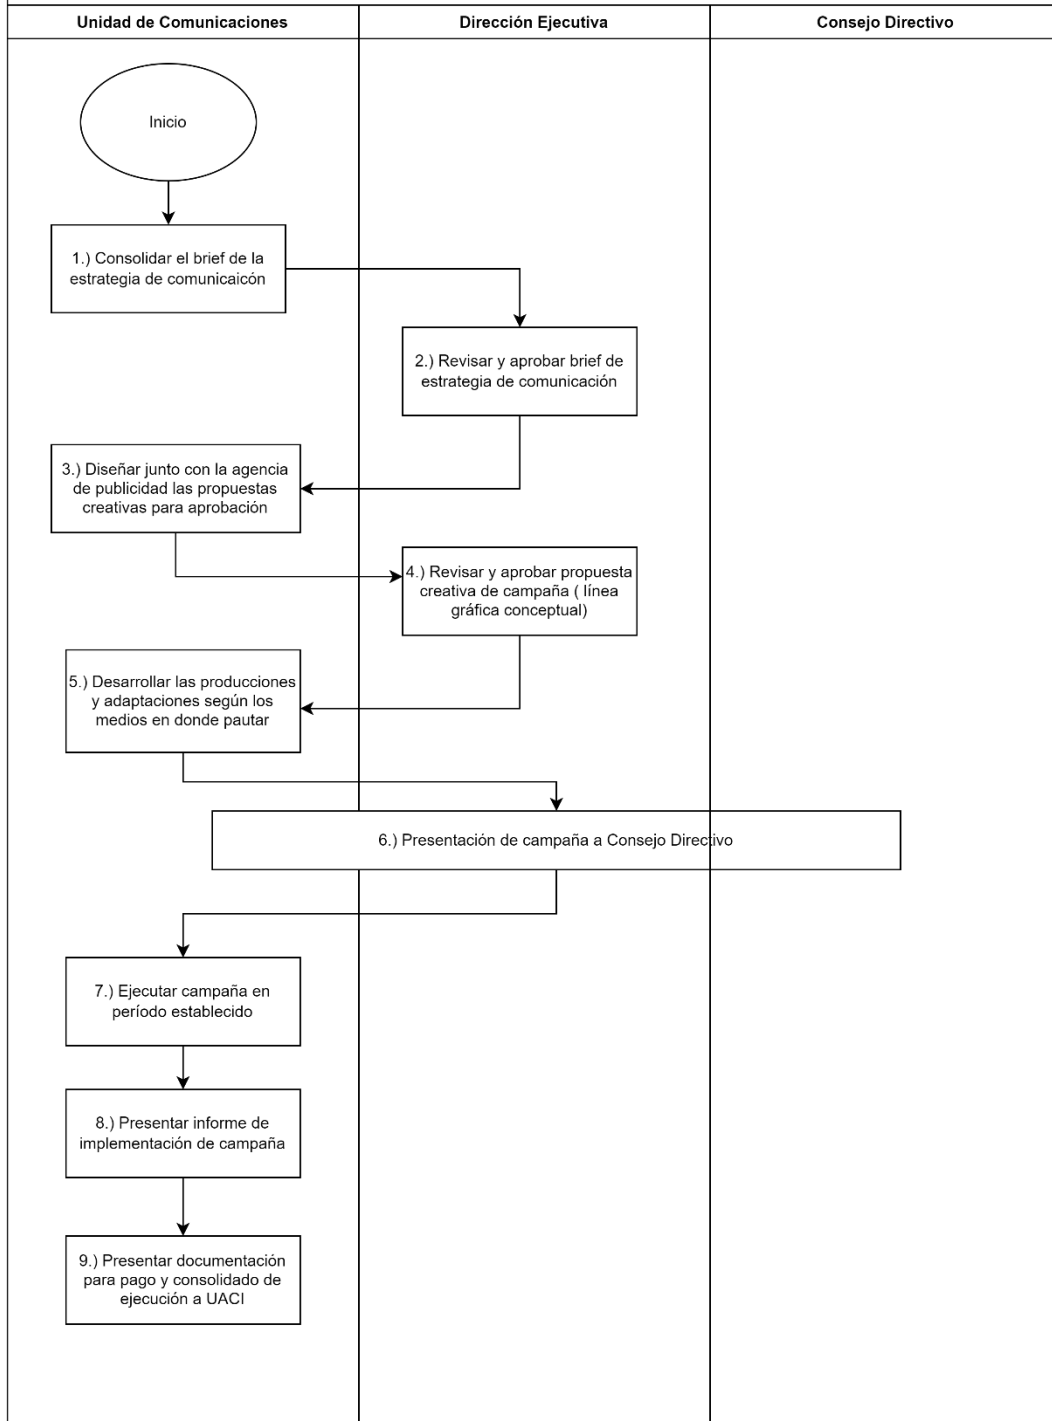 Unidad de Comunicaciones
Dirección Ejecutiva
Consejo Directivo
Inicio
1.) Consolidar el brief de la
estrategia de comunicaicón
2.) Revisar y aprobar brief de
estrategia de comunicación
3.) Diseñar junto con la agencia
de publicidad las propuestas
creativas para aprobación
4.) Revisar y aprobar propuesta
creativa de campaña ( línea
gráfica conceptual)
5.) Desarrollar las producciones
y adaptaciones según los
medios en donde pautar
6.) Presentación de campaña a Consejo Directivo
7.) Ejecutar campaña en
período establecido
8.) Presentar informe de
implementación de campaña
9.) Presentar documentación
para pago y consolidado de
ejecución a UACI